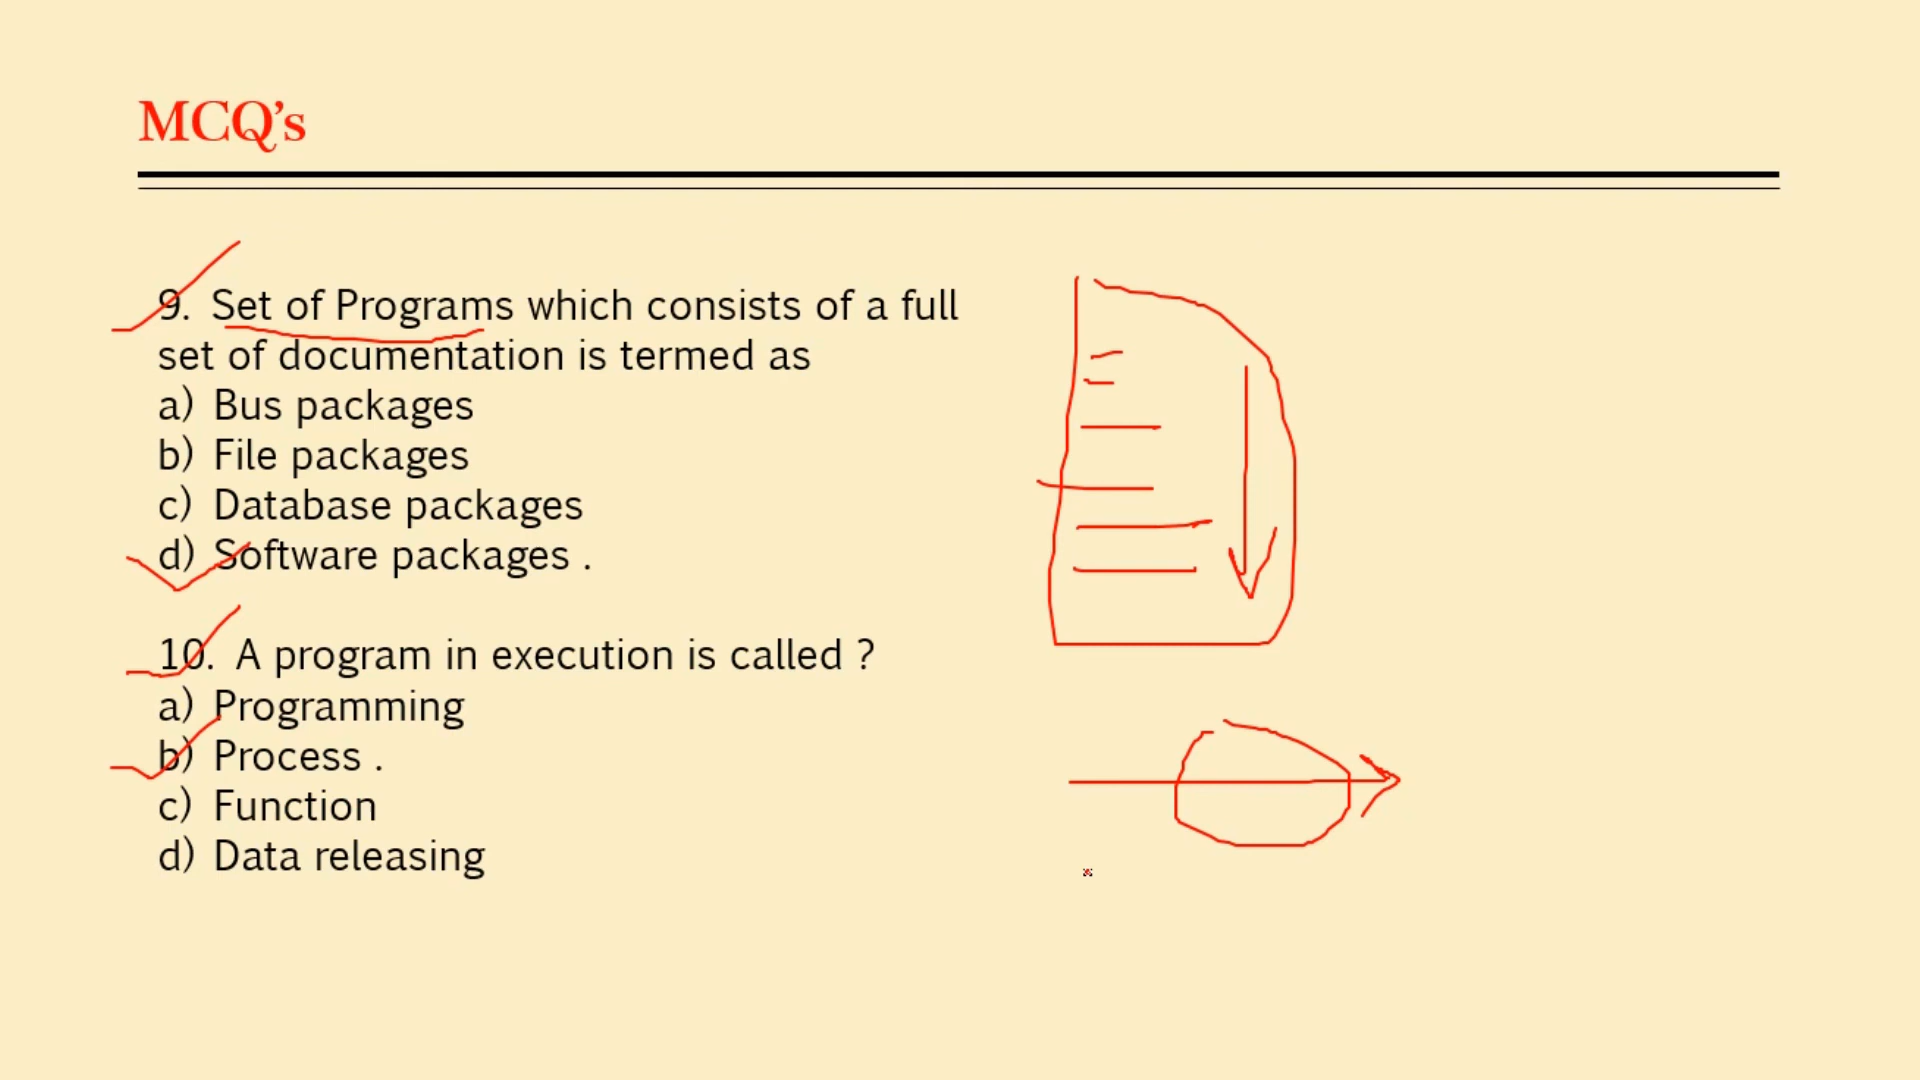 MCQ’s
9. Set of Programs which consists of a full
set of documentation is termed as
a) Bus packages
b) File packages
c) Database packages
d) Software packages .
10. A program in execution is called ?
a) Programming
b) Process .
c) Function
d) Data releasing